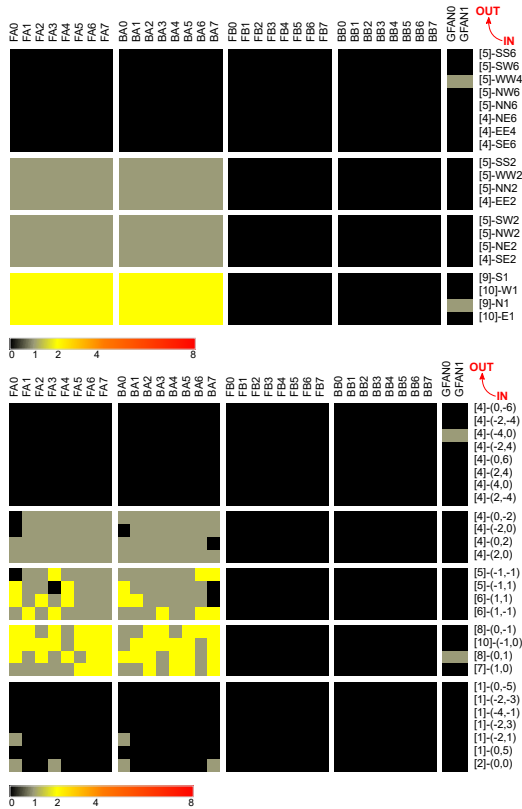 FA0 FA1 FA2 FA3 FA4 FA5 FA6 FA7 BA0 BA1 BA2 BA3 BA4 BA5 BA6 BA7 FB0 FB1 FB2 FB3 FB4 FB5 FB6 FB7 BB0 BB1 BB2 BB3 BB4 BB5 BB6 BB7 GFAN0 GFAN1 OUT
IN
[5]-SS6
[5]-SW6
[5]-WW4
[5]-NW6
[5]-NN6
[4]-NE6
[4]-EE4
[4]-SE6
[5]-SS2
[5]-WW2
[5]-NN2
[4]-EE2
[5]-SW2
[5]-NW2
[5]-NE2
[4]-SE2
[9]-S1
[10]-W1
[9]-N1
[10]-E1
0 1 2 4 8
FA0 FA1 FA2 FA3 FA4 FA5 FA6 FA7 BA0 BA1 BA2 BA3 BA4 BA5 BA6 BA7 FB0 FB1 FB2 FB3 FB4 FB5 FB6 FB7 BB0 BB1 BB2 BB3 BB4 BB5 BB6 BB7 GFAN0 GFAN1 OUT
IN
[4]-(0,-6)
[4]-(-2,-4)
[4]-(-4,0)
[4]-(-2,4)
[4]-(0,6)
[4]-(2,4)
[4]-(4,0)
[4]-(2,-4)
[4]-(0,-2)
[4]-(-2,0)
[4]-(0,2)
[4]-(2,0)
[5]-(-1,-1)
[5]-(-1,1)
[6]-(1,1)
[6]-(1,-1)
[8]-(0,-1)
[10]-(-1,0)
[8]-(0,1)
[7]-(1,0)
[1]-(0,-5)
[1]-(-2,-3)
[1]-(-4,-1)
[1]-(-2,3)
[1]-(-2,1)
[1]-(0,5)
[2]-(0,0)
0 1 2 4 8